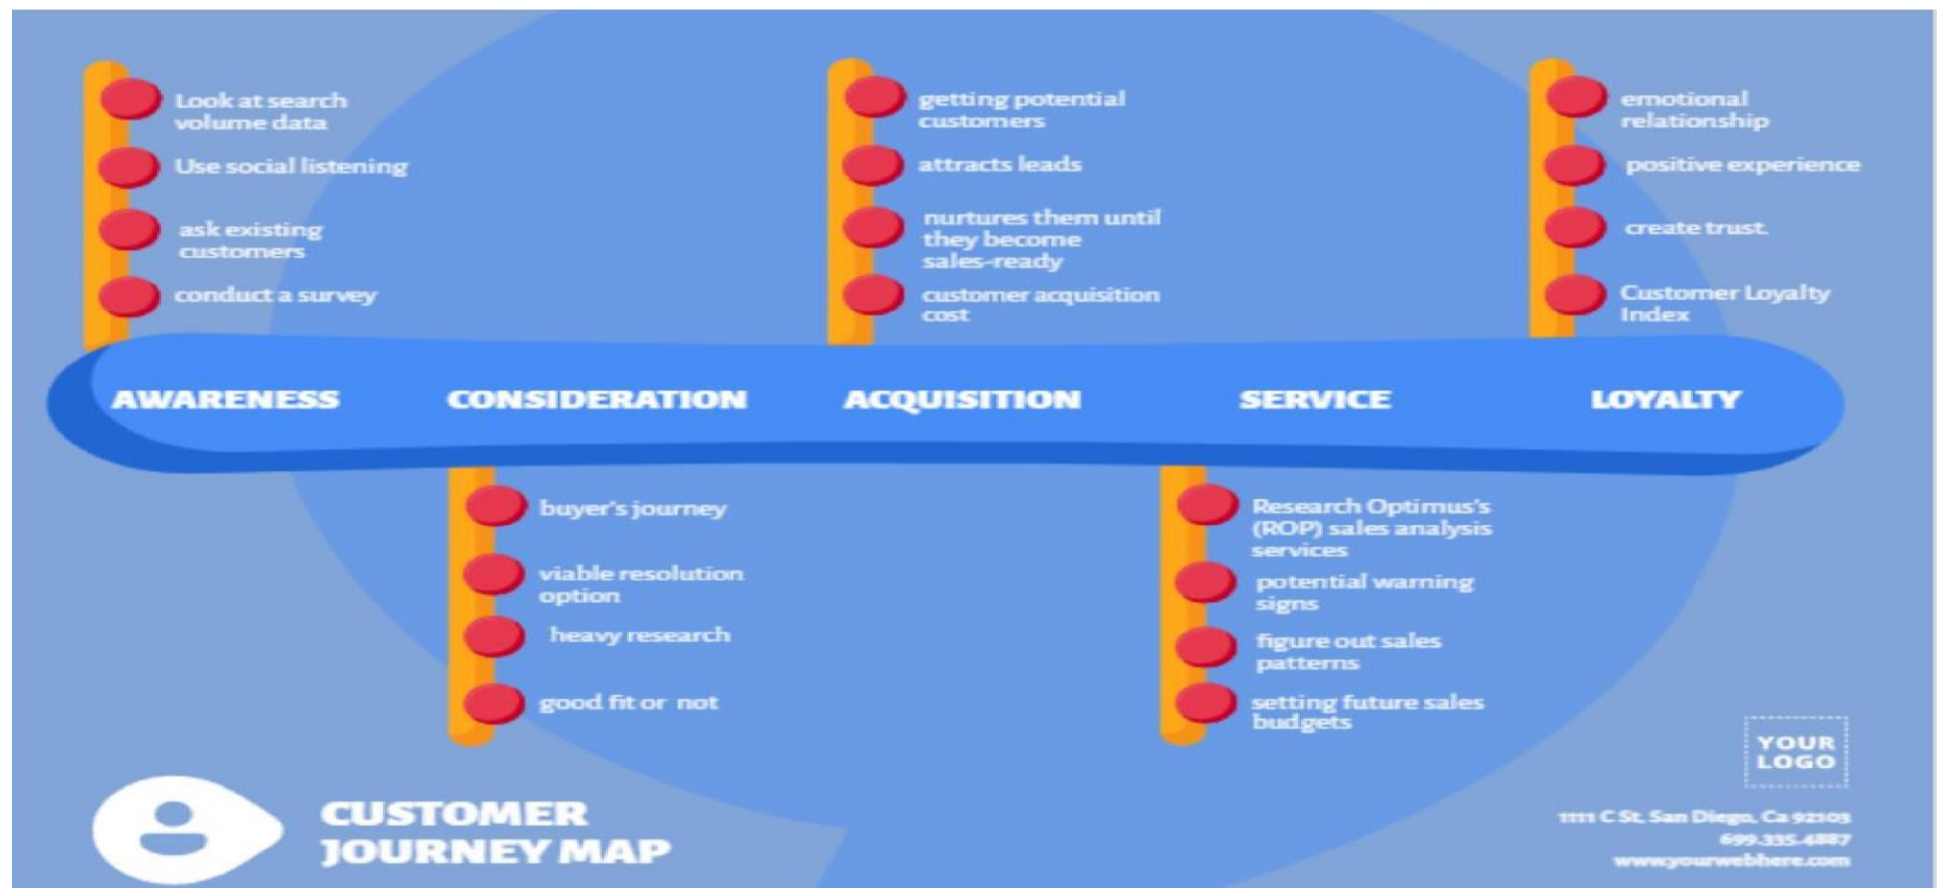 Look at search
volume data
Use social listening
ask existing
customers
conduct a survey
getting potential
customers
attracts leads
nurtures them until
they become
sales-ready
customer acquisition
cost
emotional
relationship
positive experience
create trust.
Customer Loyalty
Index
AWARENESS
CONSIDERATION
ACQUISITION
SERVICE
LOYALTY
buyer's journey
viable resolution
option
heavy research
good fit or not
Research Optimus's
(ROP) sales analysis
services
potential warning
signs
figure out sales
patterns
setting future sales
budgets
CUSTOMER
JOURNEY MAP
YOUR
LOGO
1111 C St, San Diego, Ca 92103
699.335.4887
www.yourwebhere.com